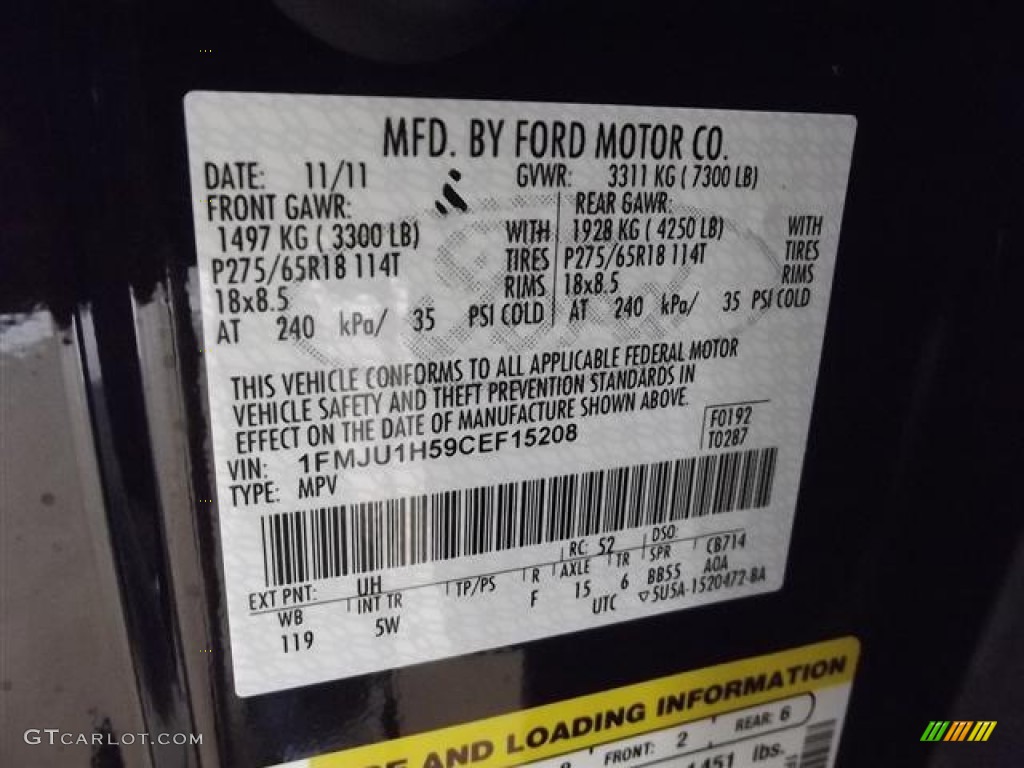 MFD. BY FORD MOTOR CO.
DATE: 11/11 GVWR: 3311 KG ( 7300 LB)
FRONT GAWR: REAR GAWR:
1497 KG ( 3300 LB) WITH 1928 KG ( 4250 LB) WITH
P275/65R18 114T TIRES P275/65R18 114T TIRES
18x8.5 RIMS 18x8.5 RIMS
AT 240 kPa/ 35 PSI COLD AT 240 kPa/ 35 PSI COLD
THIS VEHICLE CONFORMS TO ALL APPLICABLE FEDERAL MOTOR
VEHICLE SAFETY AND THEFT PREVENTION STANDARDS IN
EFFECT ON THE DATE OF MANUFACTURE SHOWN ABOVE.
F0192
VIN: 1FMJU1H59CEF15208 T0287
TYPE: MPV
EXT PNT: UH RC: 52 DSO:
WB INT TR TP/PS R AXLE TR SPR CB714
119 5W F 15 6 BB55 AOA
UTC ▽5U5A-1520472-BA
AND LOADING INFORMATION
FRONT: 2 REAR: 6
1451 lbs.
GTCarlot.com